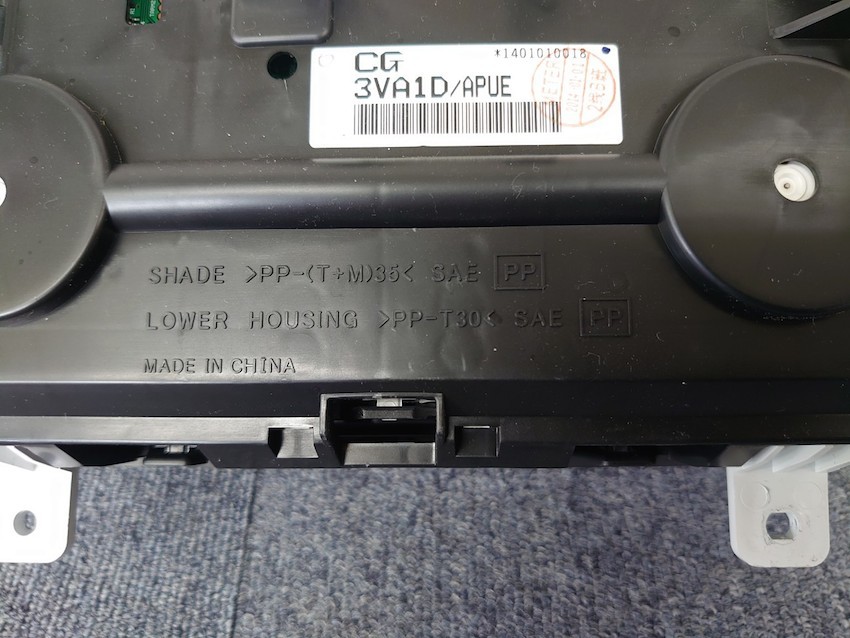 CG *1401010018
3VA1D/APUE
SHADE >PP-(T+M)35< SAE PP
LOWER HOUSING >PP-T30< SAE PP
MADE IN CHINA